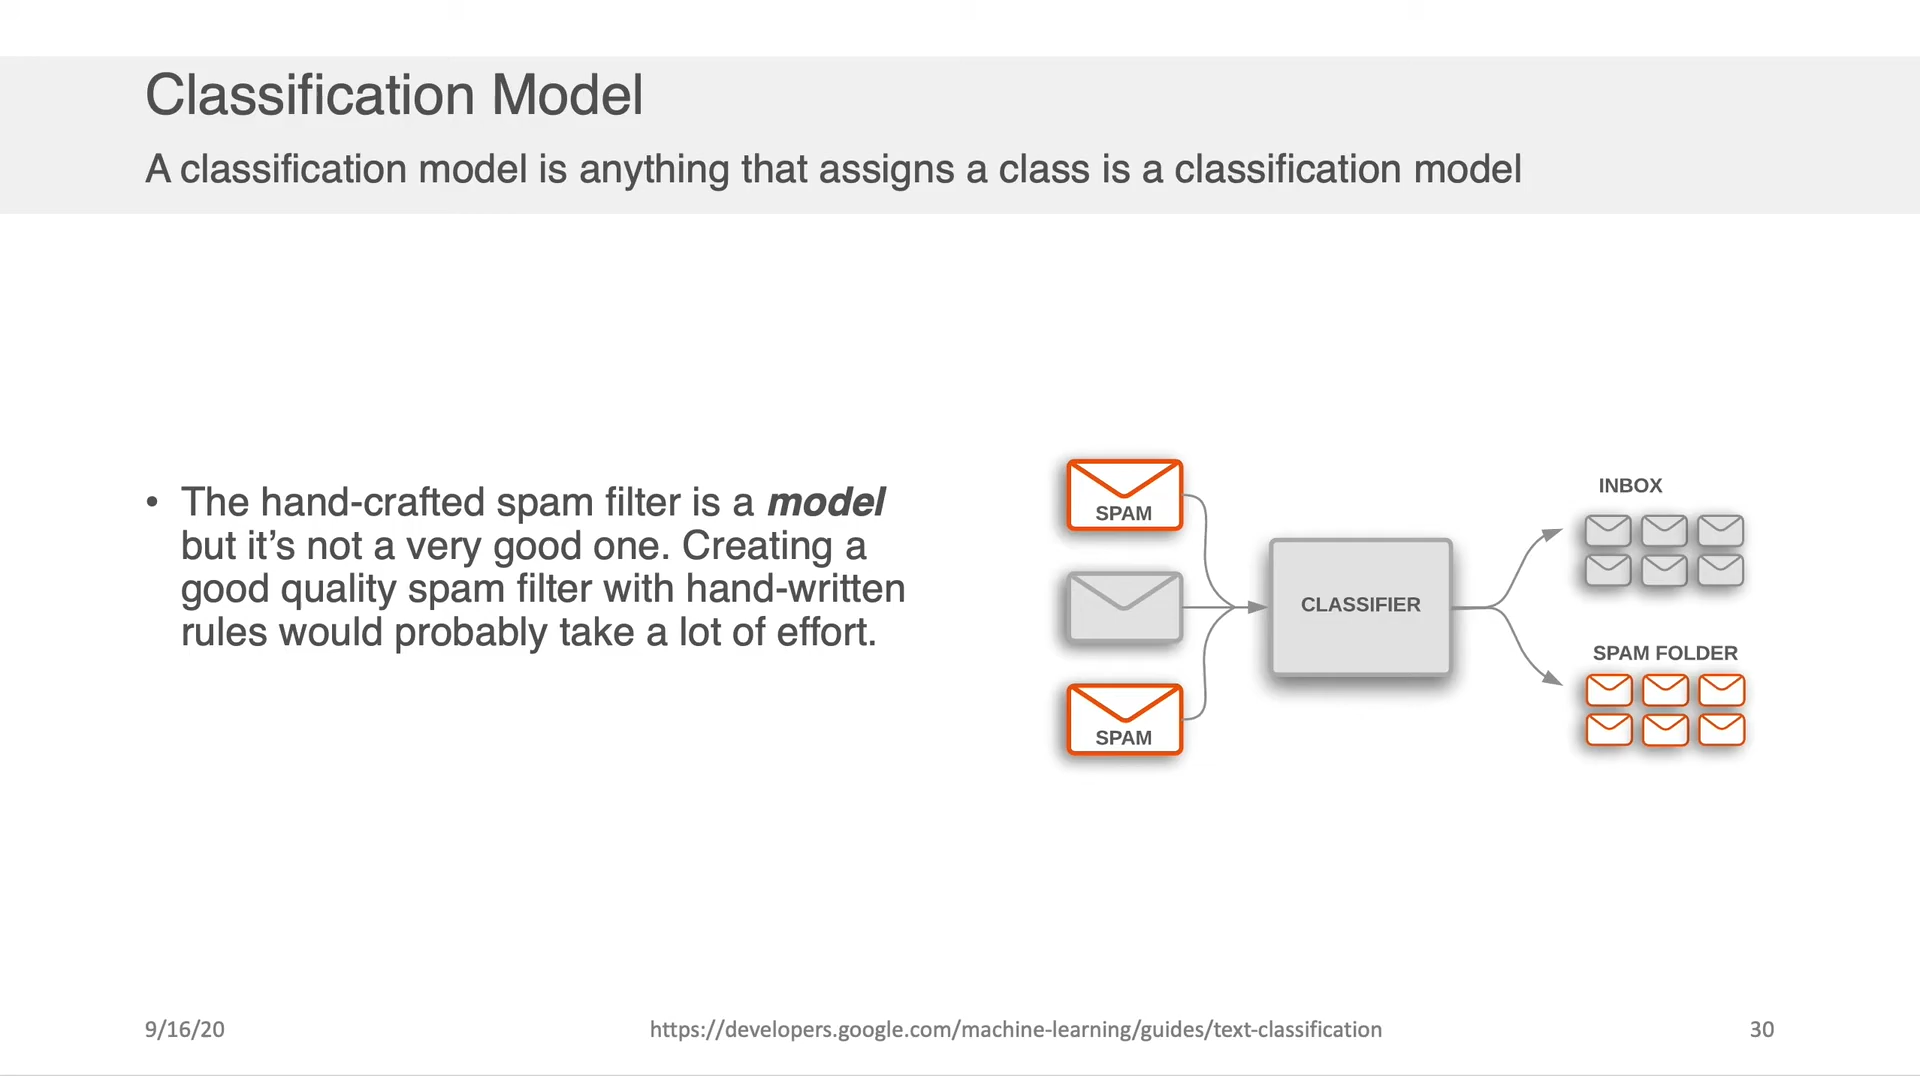 Classification Model
A classification model is anything that assigns a class is a classification model
• The hand-crafted spam filter is a model
but it’s not a very good one. Creating a
good quality spam filter with hand-written
rules would probably take a lot of effort.
SPAM
SPAM
CLASSIFIER
INBOX
SPAM FOLDER
9/16/20
https://developers.google.com/machine-learning/guides/text-classification
30